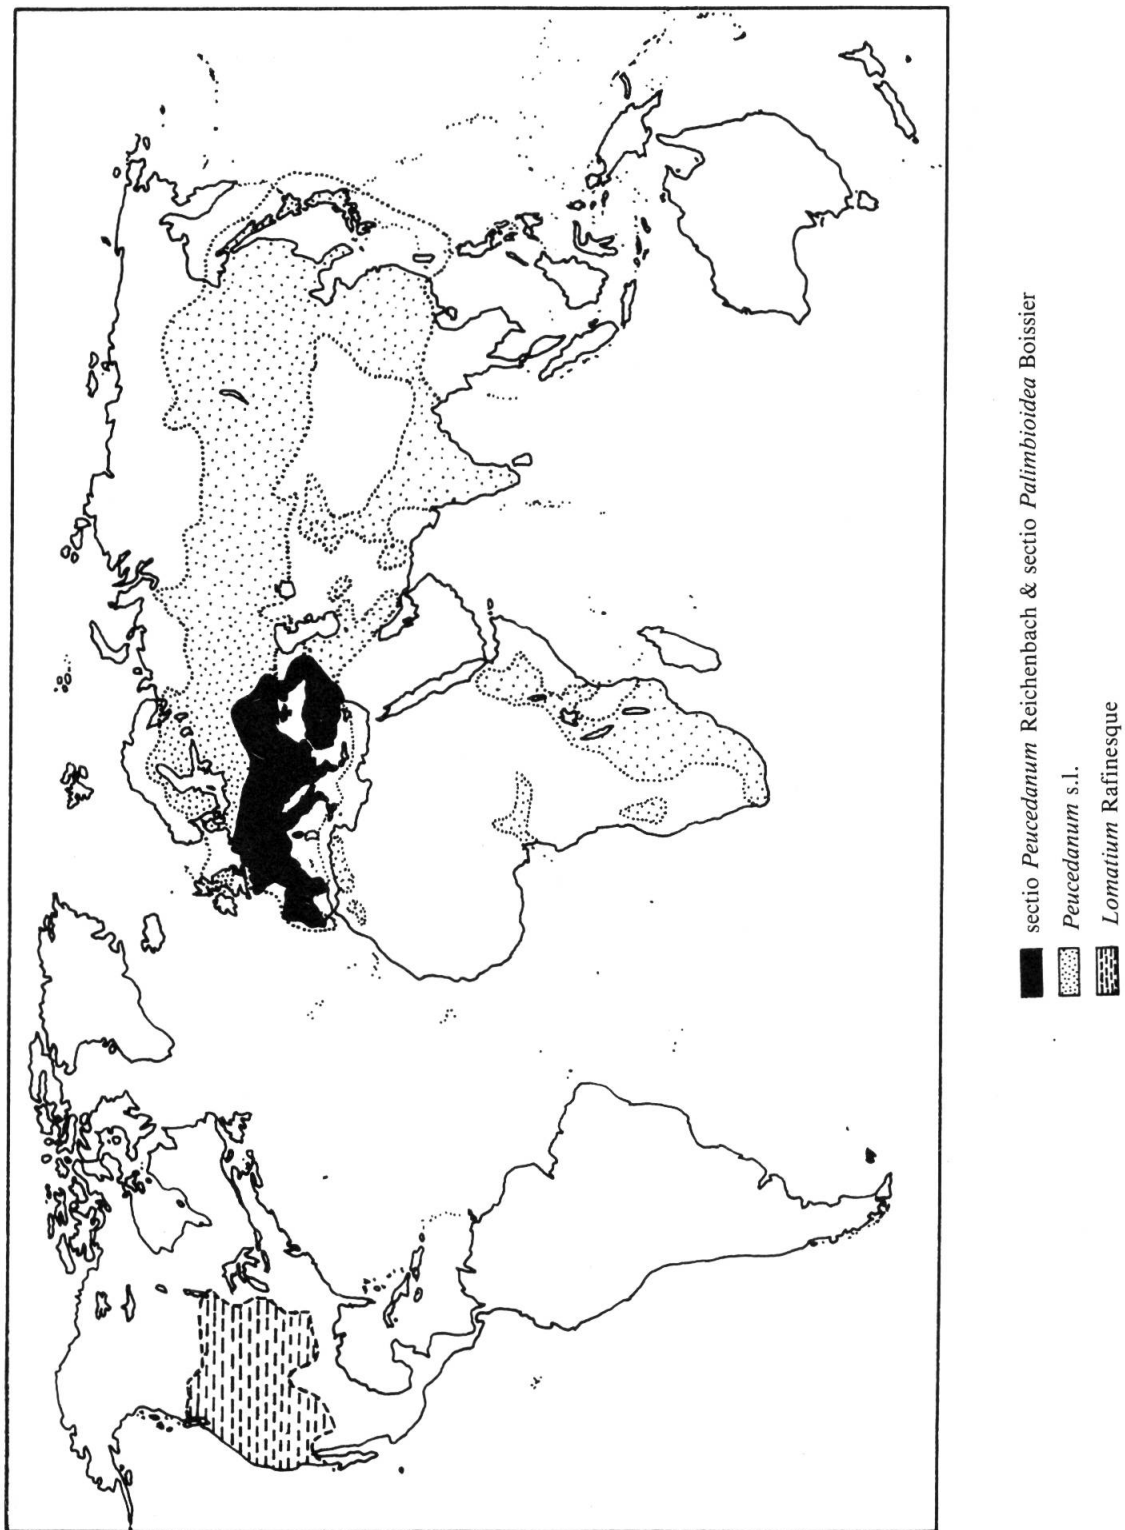 sectio Peucedanum Reichenbach & sectio Palimbioidea Boissier
Peucedanum s.l.
Lomatium Rafinesque